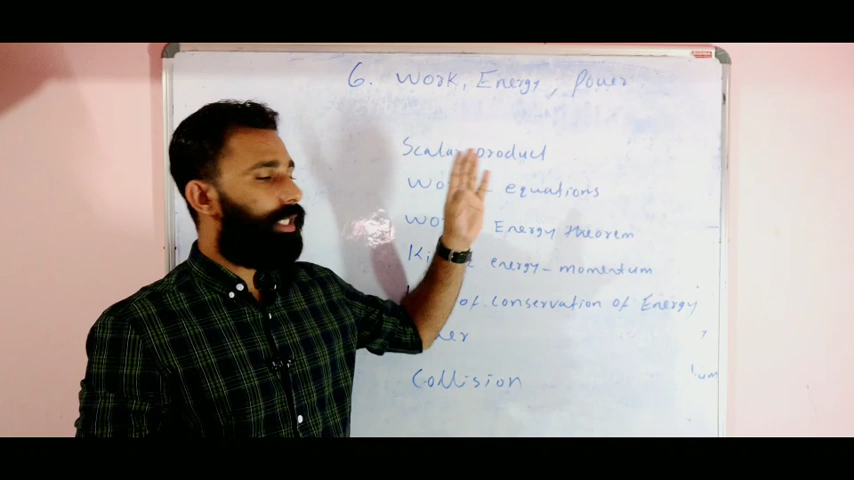 6. Work, Energy, Power
Scalar product
equations
Energy theorem
energy - momentum
of conservation of Energy
Collision